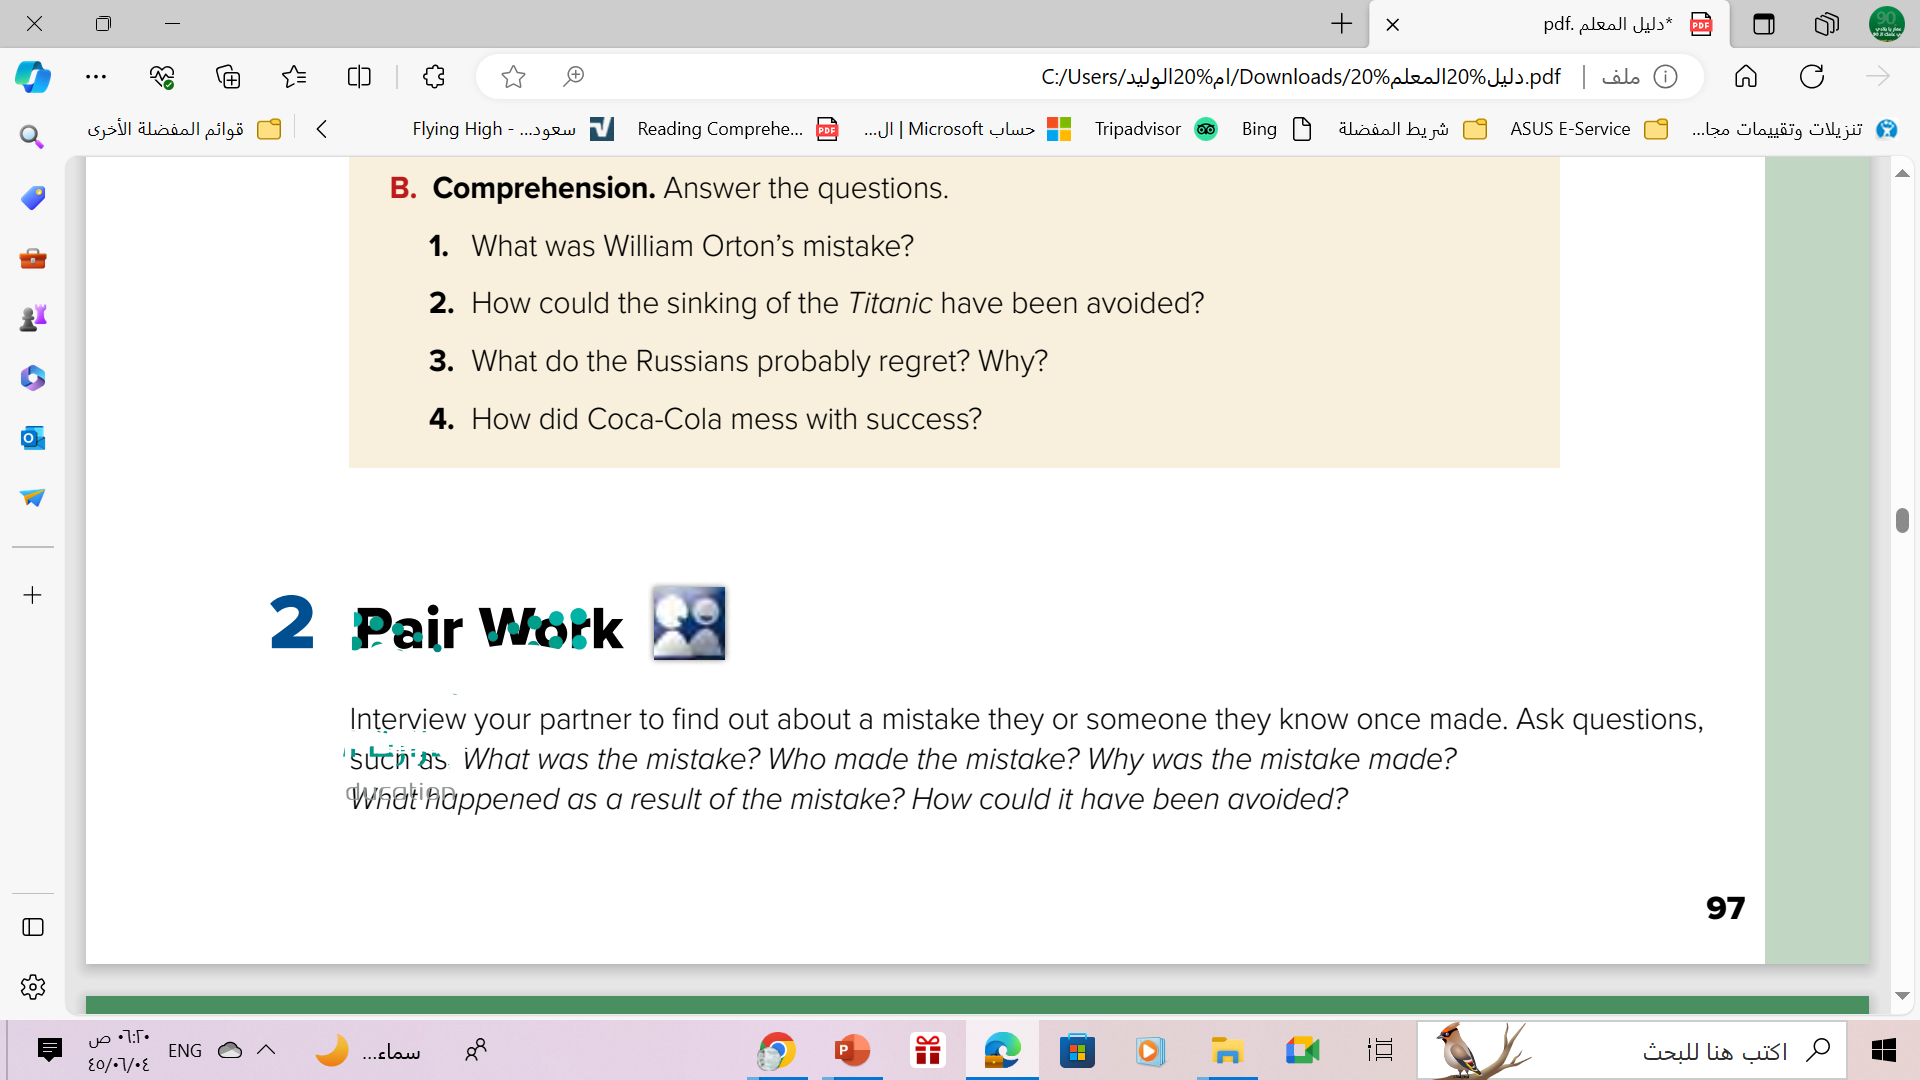 *دليل المعلم .pdf
C:/Users/ام%20الوليد/Downloads/دليل%20المعلم%20.pdf
ملف
قوائم المفضلة الأخرى
Flying High - سعود...
Reading Comprehe...
حساب Microsoft | ال...
Tripadvisor
Bing
شريط المفضلة
ASUS E-Service
تنزيلات وتقييمات مجا...
B. Comprehension. Answer the questions.
1. What was William Orton's mistake?
2. How could the sinking of the Titanic have been avoided?
3. What do the Russians probably regret? Why?
4. How did Coca-Cola mess with success?
2 Pair Work
Interview your partner to find out about a mistake they or someone they know once made. Ask questions,
such as What was the mistake? Who made the mistake? Why was the mistake made?
What happened as a result of the mistake? How could it have been avoided?
ducation
97
٠٦:٢٠ ص
٤٥/٠٦/٠٤
ENG
سماء...
اكتب هنا للبحث